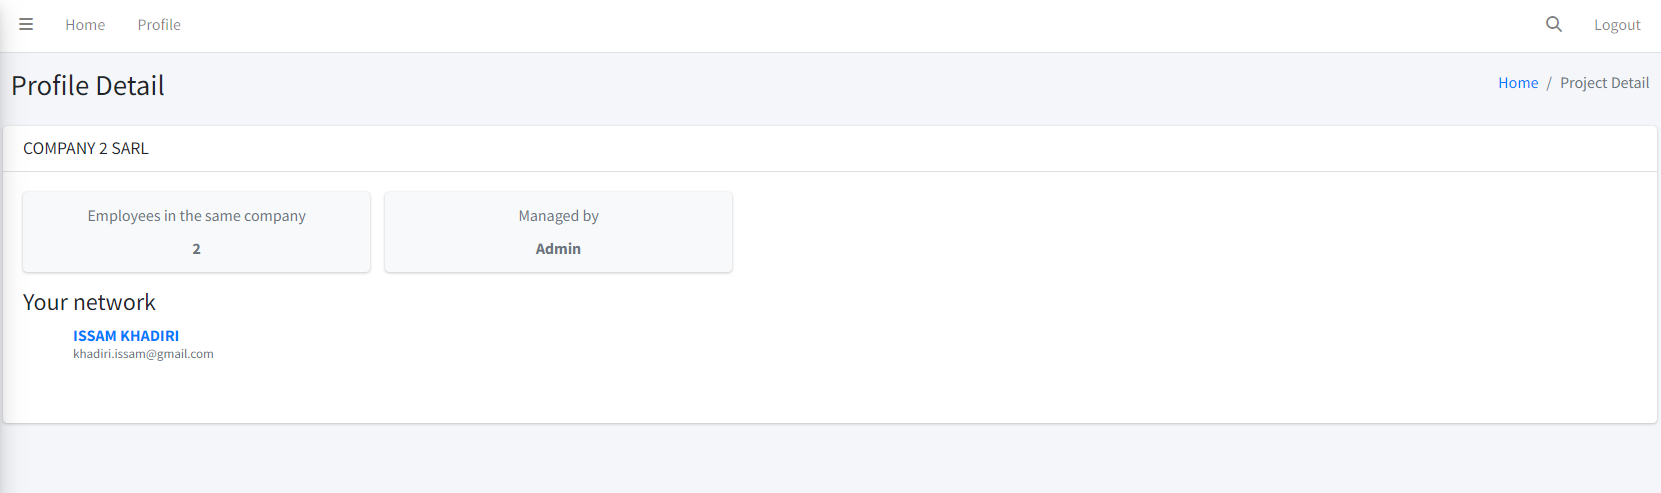 Home Profile Logout
Profile Detail
Home / Project Detail
COMPANY 2 SARL
Employees in the same company
2
Managed by
Admin
Your network
ISSAM KHADIRI
khadiri.issam@gmail.com